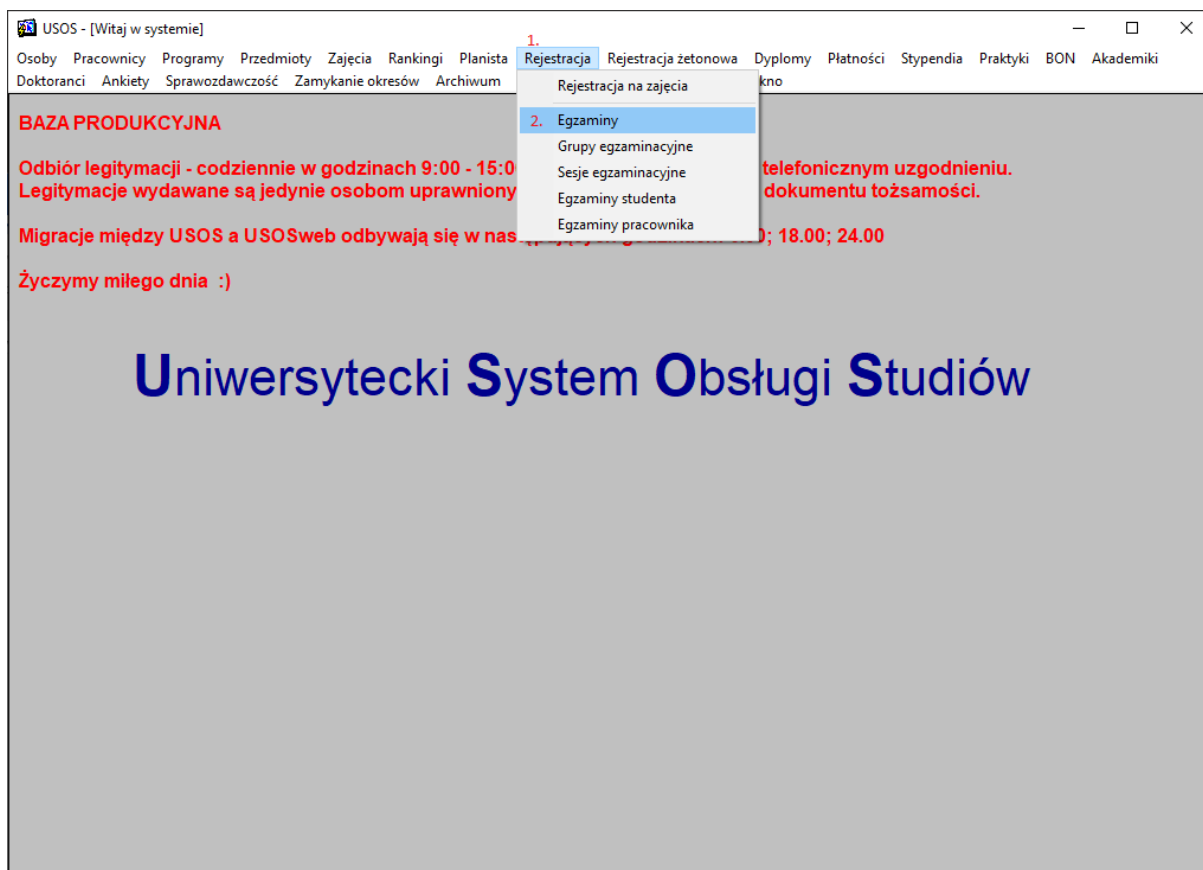 USOS - [Witaj w systemie]
1.
Osoby Pracownicy Programy Przedmioty Zajęcia Rankingi Planista Rejestracja Rejestracja żetonowa Dyplomy Płatności Stypendia Praktyki BON Akademiki
Doktoranci Ankiety Sprawozdawczość Zamykanie okresów Archiwum
Rejestracja na zajęcia
2. Egzaminy
Grupy egzaminacyjne
Sesje egzaminacyjne
Egzaminy studenta
Egzaminy pracownika
BAZA PRODUKCYJNA
Odbiór legitymacji - codziennie w godzinach 9:00 - 15:0 telefonicznym uzgodnieniu.
Legitymacje wydawane są jedynie osobom uprawniony dokumentu tożsamości.
Migracje między USOS a USOSweb odbywają się w 18.00; 24.00
Życzymy miłego dnia :)
Uniwersytecki System Obsługi Studiów